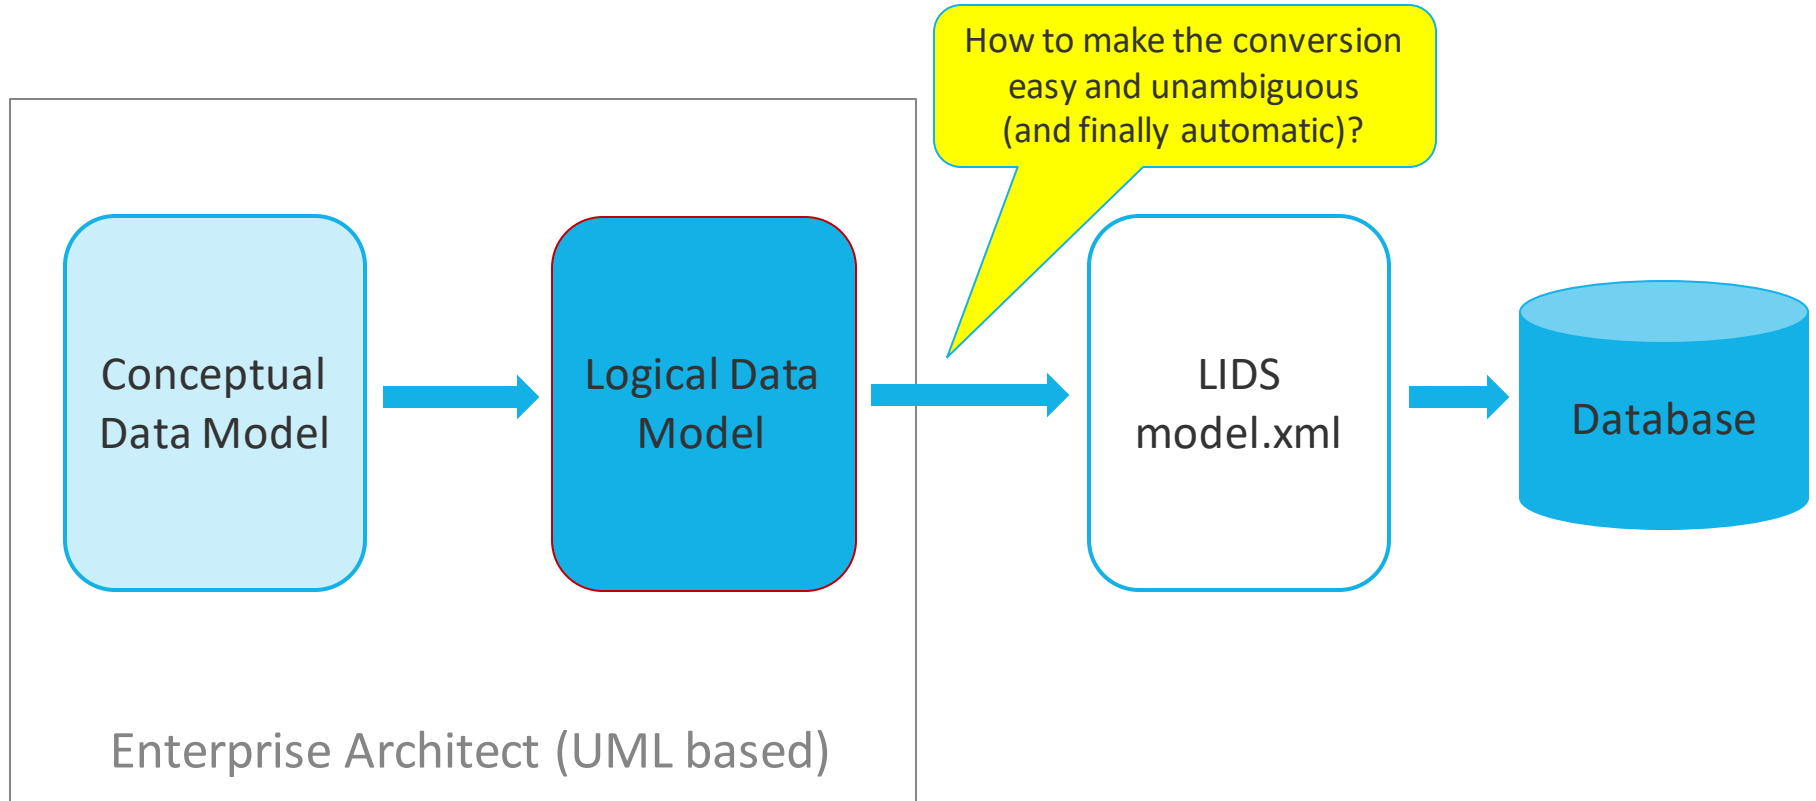 How to make the conversion
easy and unambiguous
(and finally automatic)?
Conceptual
Data Model
Logical Data
Model
LIDS
model.xml
Database
Enterprise Architect (UML based)